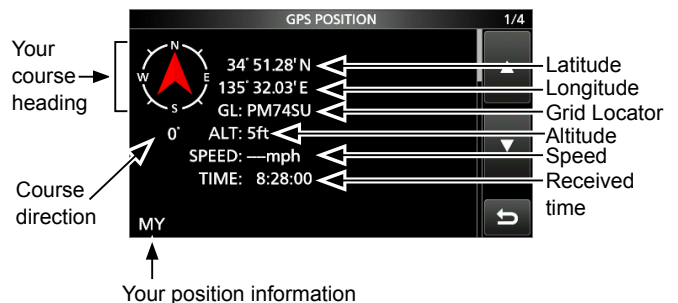 GPS POSITION 1/4
Your
course
heading
N
W E
S
34°51.28'N
135°32.03'E
GL: PM74SU
0° ALT: 5ft
SPEED: ––mph
TIME: 8:28:00
MY
Latitude
Longitude
Grid Locator
Altitude
Speed
Received
time
Course
direction
Your position information